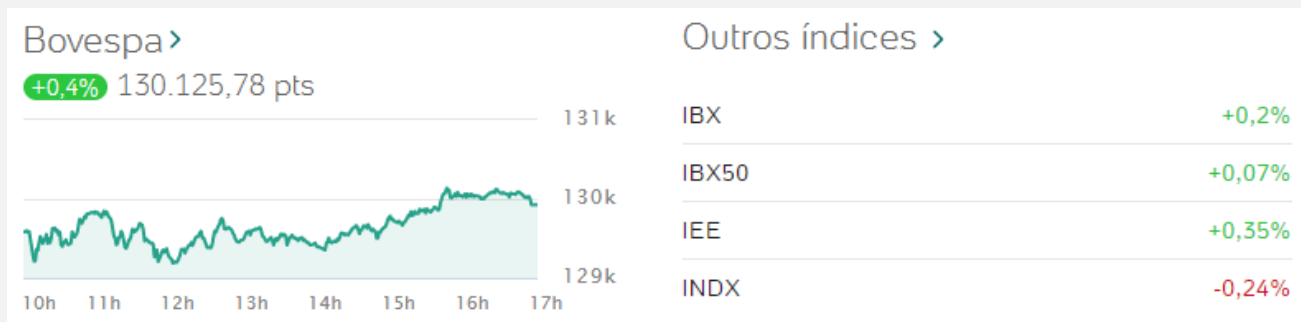 Bovespa >
+0,4% 130.125,78 pts
131k
130k
129k
10h 11h 12h 13h 14h 15h 16h 17h
Outros índices >
IBX +0,2%
IBX50 +0,07%
IEE +0,35%
INDX -0,24%